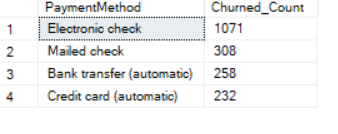 PaymentMethod Churned_Count
1 Electronic check 1071
2 Mailed check 308
3 Bank transfer (automatic) 258
4 Credit card (automatic) 232